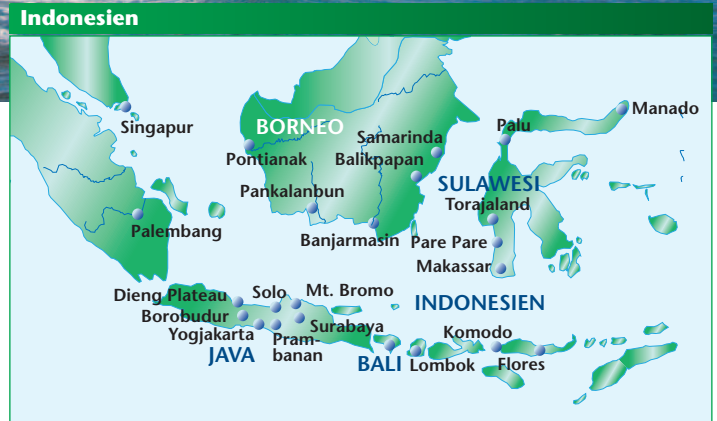 Indonesien
Manado
Singapur
BORNEO
Palu
Samarinda
Pontianak
Balikpapan
SULAWESI
Pankalanbun
Torajaland
Palembang
Banjarmasin
Pare Pare
Makassar
Dieng Plateau
Solo
Mt. Bromo
INDONESIEN
Borobudur
Surabaya
Komodo
Yogjakarta
Pram-
banan
JAVA
BALI
Lombok
Flores